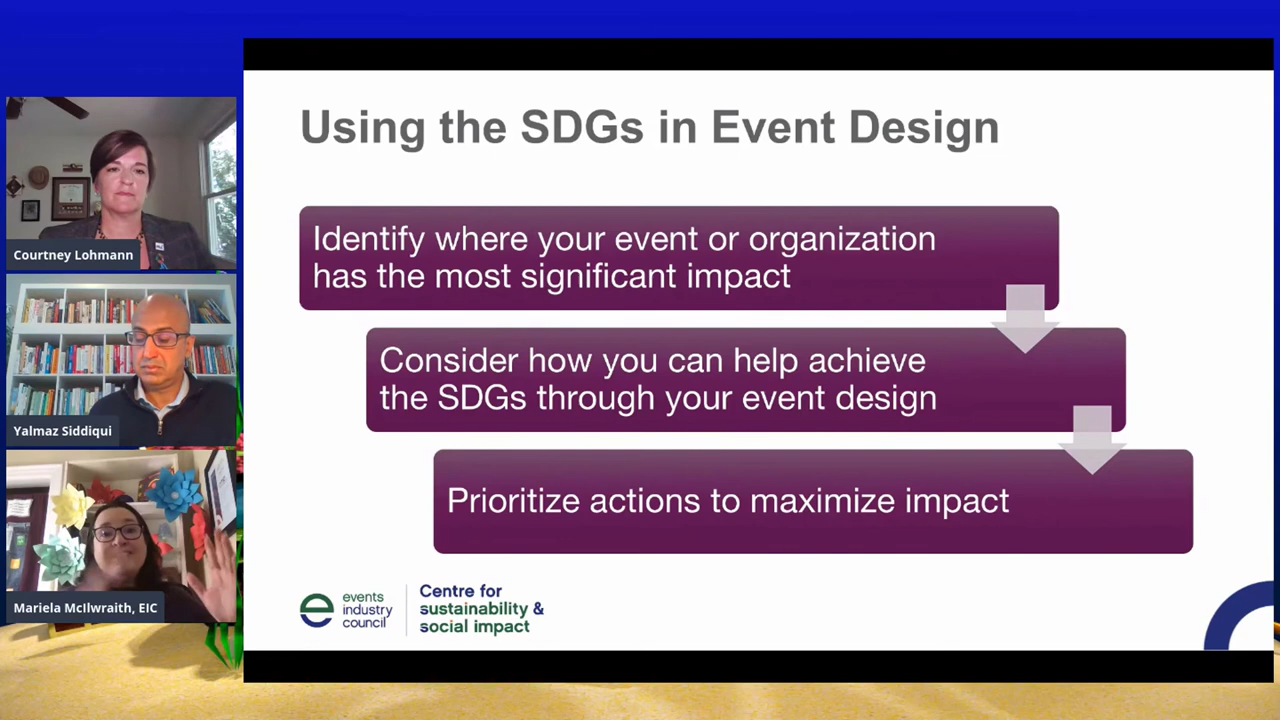 Using the SDGs in Event Design
Identify where your event or organization
has the most significant impact
Consider how you can help achieve
the SDGs through your event design
Prioritize actions to maximize impact
events
industry
council
Centre for
sustainability &
social impact
Courtney Lohmann
Yalmaz Siddiqui
Mariela McIlwraith, EIC